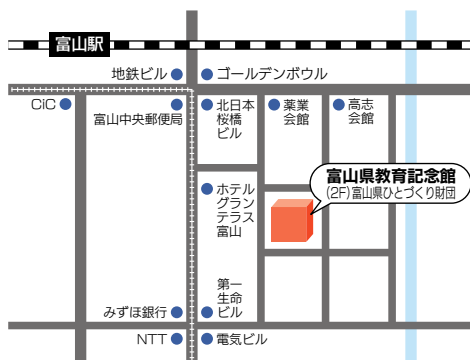 富山駅
地鉄ビル
ゴールデンボウル
CiC
富山中央郵便局
北日本
桜橋
ビル
薬業
会館
高志
会館
富山県教育記念館
(2F)富山県ひとづくり財団
ホテル
グラン
テラス
富山
第一
生命
ビル
みずほ銀行
NTT
電気ビル